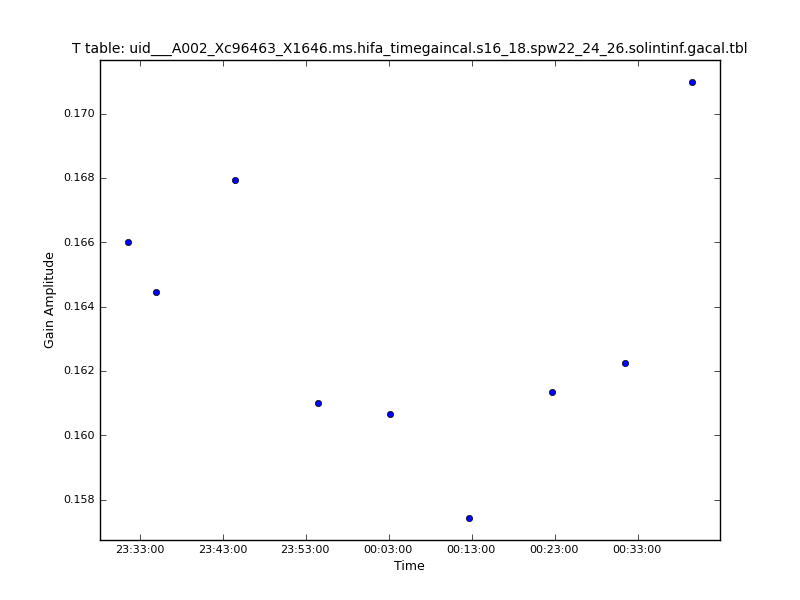 T table: uid___A002_Xc96463_X1646.ms.hifa_timegaincal.s16_18.spw22_24_26.solintinf.gacal.tbl
0.170
0.168
0.166
0.164
0.162
0.160
0.158
Gain Amplitude
23:33:00 23:43:00 23:53:00 00:03:00 00:13:00 00:23:00 00:33:00
Time